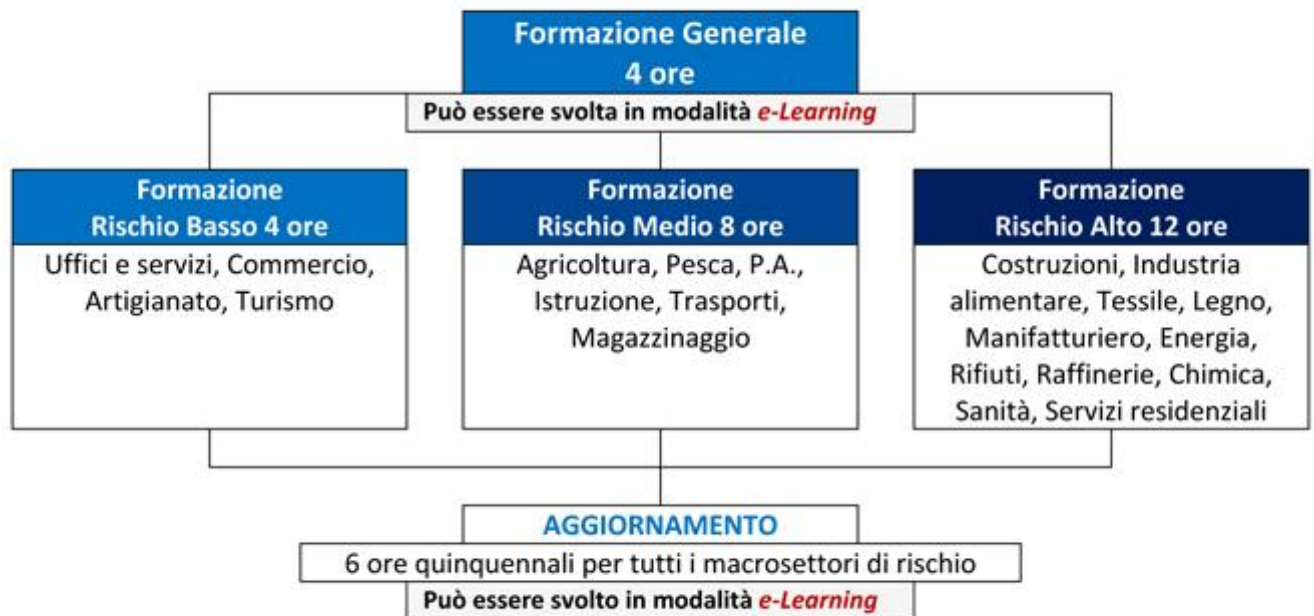 Formazione Generale
4 ore
Può essere svolta in modalità e-Learning
Formazione
Rischio Basso 4 ore
Uffici e servizi, Commercio,
Artigianato, Turismo
Formazione
Rischio Medio 8 ore
Agricoltura, Pesca, P.A.,
Istruzione, Trasporti,
Magazzinaggio
Formazione
Rischio Alto 12 ore
Costruzioni, Industria
alimentare, Tessile, Legno,
Manifatturiero, Energia,
Rifiuti, Raffinerie, Chimica,
Sanità, Servizi residenziali
AGGIORNAMENTO
6 ore quinquennali per tutti i macrosettori di rischio
Può essere svolto in modalità e-Learning